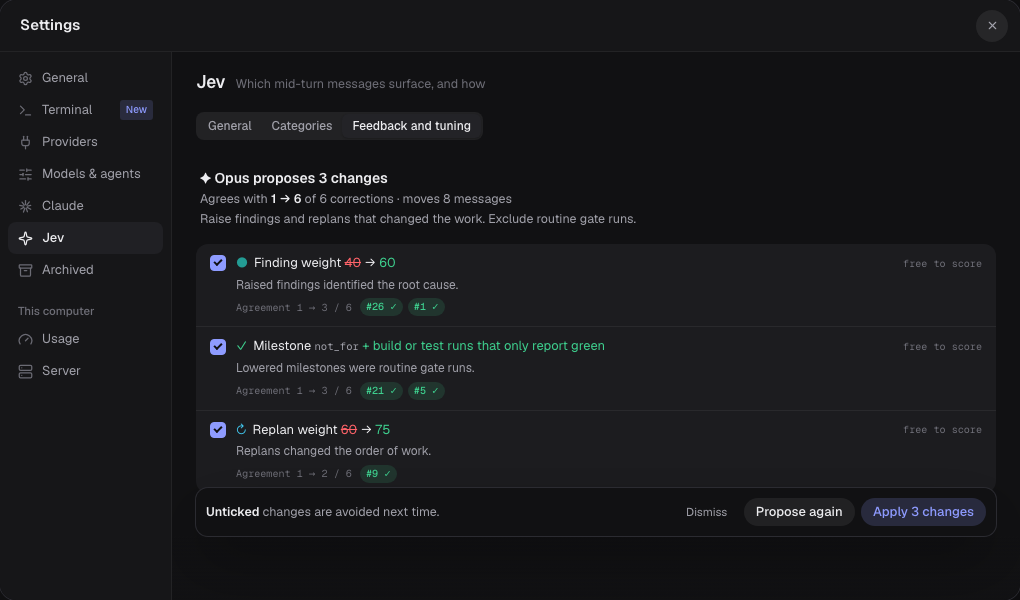 Settings
General
Terminal New
Providers
Models & agents
Claude
Jev
Archived
This computer
Usage
Server
Jev Which mid-turn messages surface, and how
General Categories Feedback and tuning
Opus proposes 3 changes
Agrees with 1 → 6 of 6 corrections · moves 8 messages
Raise findings and replans that changed the work. Exclude routine gate runs.
Finding weight 40 → 60 free to score
Raised findings identified the root cause.
Agreement 1 → 3 / 6 #26 ✓ #1 ✓
✓ Milestone not_for + build or test runs that only report green free to score
Lowered milestones were routine gate runs.
Agreement 1 → 3 / 6 #21 ✓ #5 ✓
Replan weight 60 → 75 free to score
Replans changed the order of work.
Agreement 1 → 2 / 6 #9 ✓
Unticked changes are avoided next time. Dismiss Propose again Apply 3 changes